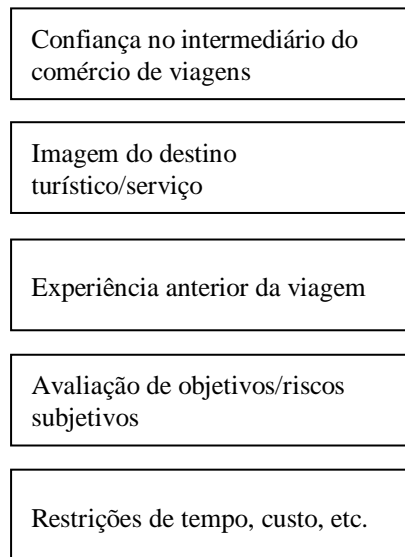 Confiança no intermediário do
comércio de viagens
Imagem do destino
turístico/serviço
Experiência anterior da viagem
Avaliação de objetivos/riscos
subjetivos
Restrições de tempo, custo, etc.